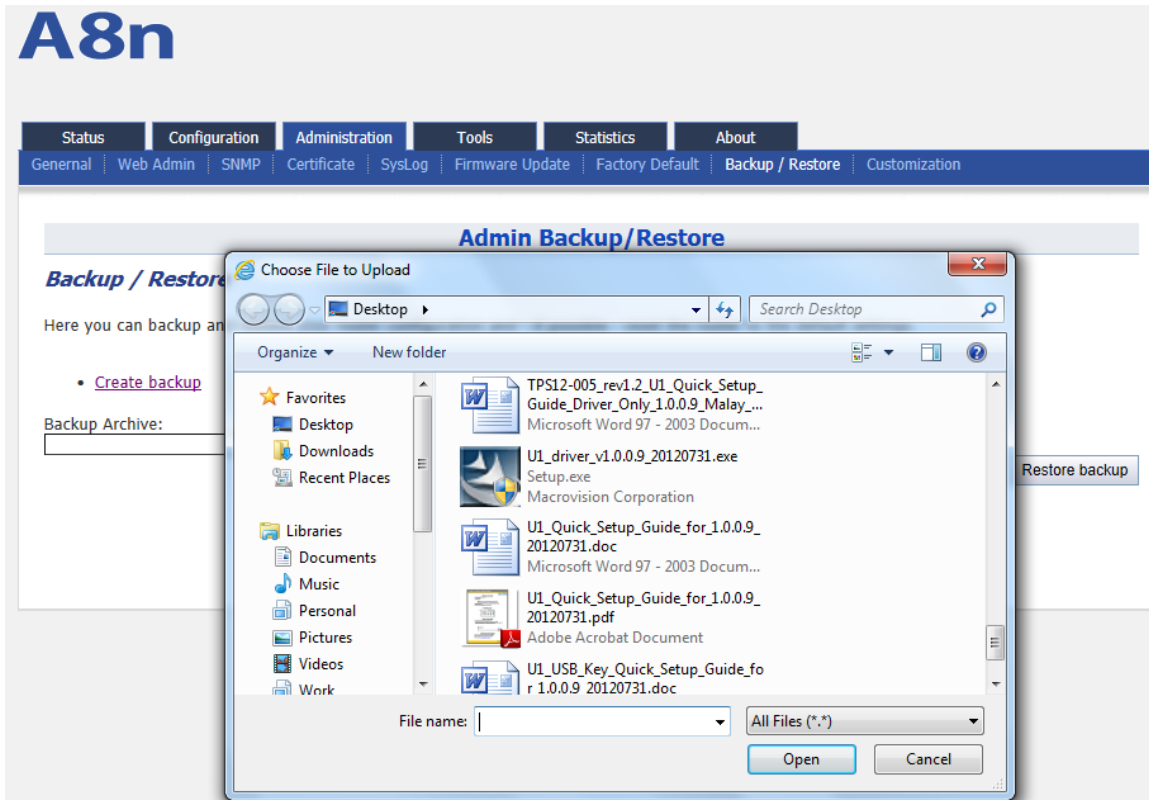 A8n
Status Configuration Administration Tools Statistics About
Genernal Web Admin SNMP Certificate SysLog Firmware Update Factory Default Backup / Restore Customization
Admin Backup/Restore
Backup / Restore
Here you can backup an
Create backup
Backup Archive:
Restore backup
Choose File to Upload
Desktop
Search Desktop
Organize New folder
Favorites
Desktop
Downloads
Recent Places
Libraries
Documents
Music
Personal
Pictures
Videos
Work
TPS12-005_rev1.2_U1_Quick_Setup_
Guide_Driver_Only_1.0.0.9_Malay_...
Microsoft Word 97 - 2003 Docum...
U1_driver_v1.0.0.9_20120731.exe
Setup.exe
Macrovision Corporation
U1_Quick_Setup_Guide_for_1.0.0.9_
20120731.doc
Microsoft Word 97 - 2003 Docum...
U1_Quick_Setup_Guide_for_1.0.0.9_
20120731.pdf
Adobe Acrobat Document
U1_USB_Key_Quick_Setup_Guide_fo
r_1.0.0.9_20120731.doc
File name:
All Files (*.*)
Open Cancel